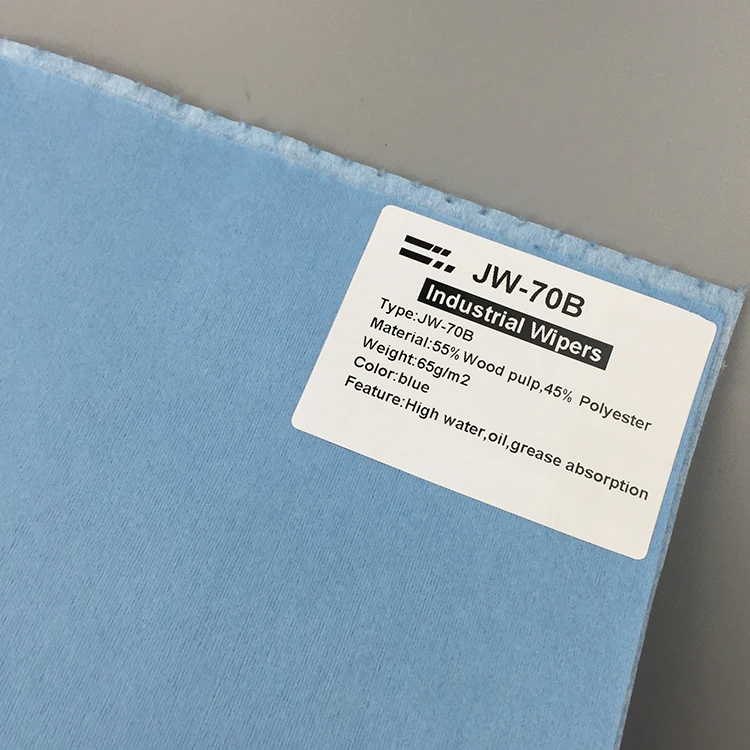 JW-70B
Industrial Wipers
Type:JW-70B
Material:55% Wood pulp,45% Polyester
Weight:65g/m2
Color:blue
Feature:High water,oil,grease absorption